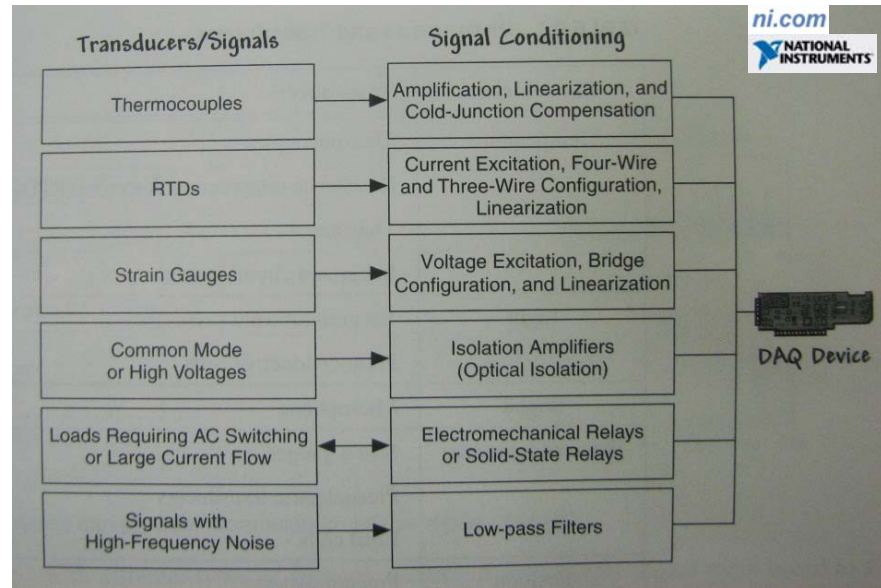 ni.com
NATIONAL
INSTRUMENTS
Transducers/Signals
Signal Conditioning
Thermocouples
Amplification, Linearization, and
Cold-Junction Compensation
RTDs
Current Excitation, Four-Wire
and Three-Wire Configuration,
Linearization
Strain Gauges
Voltage Excitation, Bridge
Configuration, and Linearization
Common Mode
or High Voltages
Isolation Amplifiers
(Optical Isolation)
DAQ Device
Loads Requiring AC Switching
or Large Current Flow
Electromechanical Relays
or Solid-State Relays
Signals with
High-Frequency Noise
Low-pass Filters